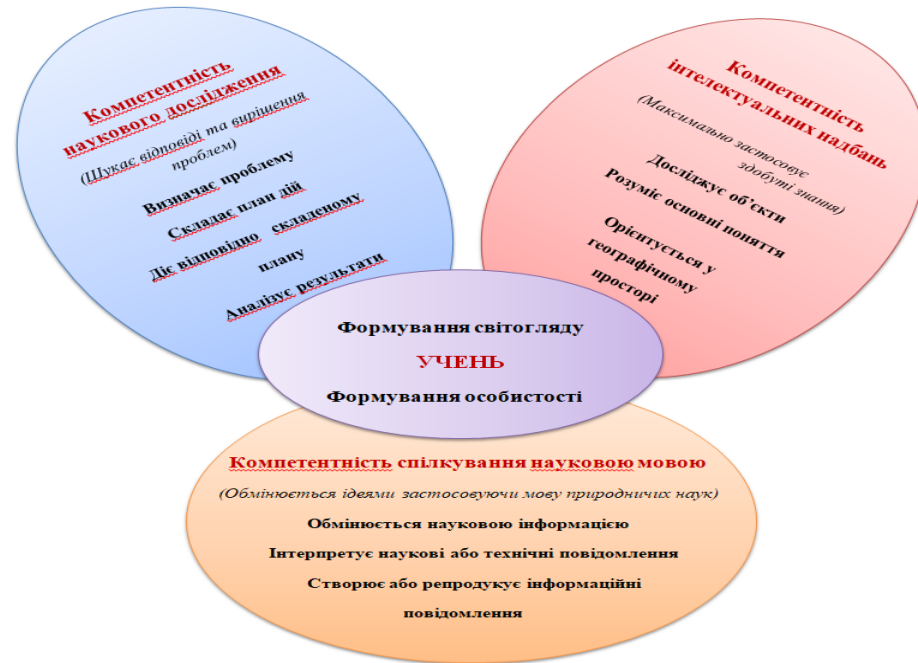 Компетентність
наукового дослідження
(Шукає відповіді та вирішення
проблем)
Визначає проблему
Складає план дій
Діє відповідно складеному
плану
Аналізує результати
Компетентність
інтелектуальних надбань
(Максимально застосовує
здобуті знання)
Досліджує об'єкти
Розуміє основні поняття
Орієнтується у
географічному
просторі
Формування світогляду
УЧЕНЬ
Формування особистості
Компетентність спілкування науковою мовою
(Обмінюється ідеями застосовуючи мову природничих наук)
Обмінюється науковою інформацією
Інтерпретує наукові або технічні повідомлення
Створює або репродукує інформаційні
повідомлення